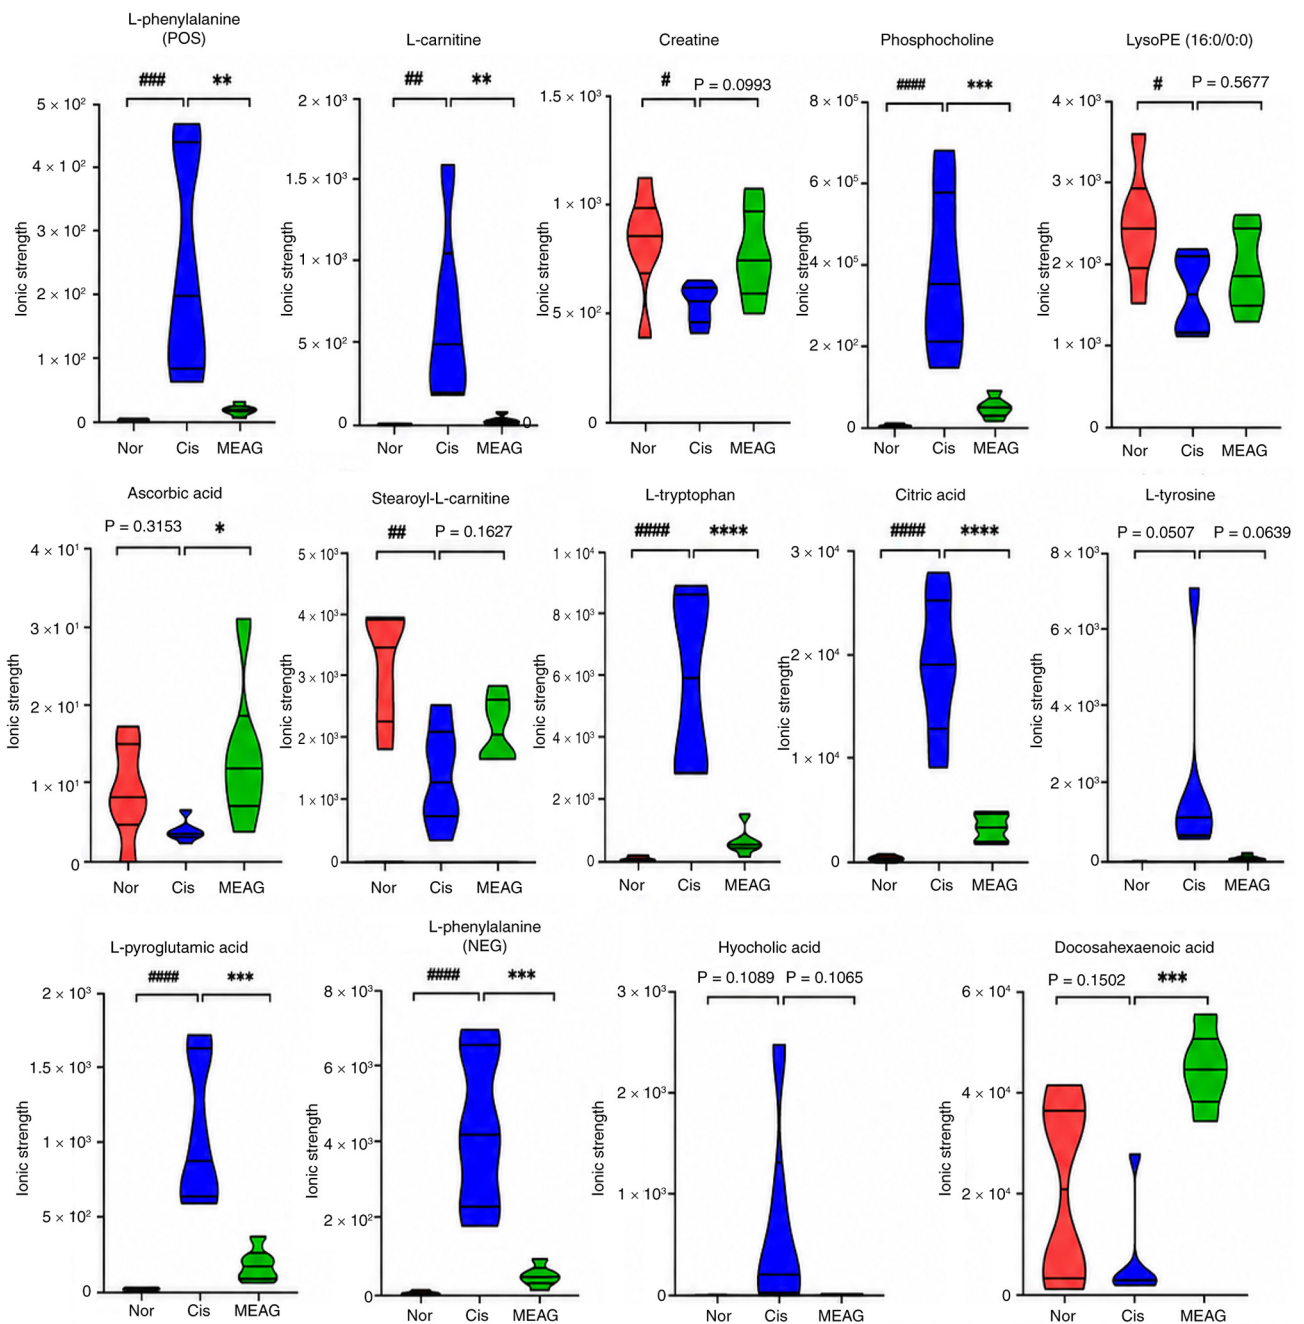 L-phenylalanine
(POS)
### **
5 × 10²
4 × 1 0²
3 × 10²
2 × 10²
1 × 10²
0
Ionic strength
Nor Cis MEAG
L-carnitine
## **
2 × 10³
1.5 × 10³
1 × 10³
5 × 10²
0
Ionic strength
0
Nor Cis MEAG
Creatine
# P = 0.0993
1.5 × 10³
1 × 10³
5 × 10²
0
Ionic strength
Nor Cis MEAG
Phosphocholine
#### ***
8 × 10⁵
6 × 10⁵
4 × 10⁵
2 × 10⁵
0
Ionic strength
Nor Cis MEAG
LysoPE (16:0/0:0)
# P = 0.5677
4 × 10³
3 × 10³
2 × 10³
1 × 10³
0
Ionic strength
Nor Cis MEAG
Ascorbic acid
P = 0.3153 *
4 × 10¹
3 × 1 0¹
2 × 10¹
1 × 10¹
0
Ionic strength
Nor Cis MEAG
Stearoyl-L-carnitine
## P = 0.1627
5 × 10³
4 × 10³
3 × 10³
2 × 10³
1 × 10³
0
Ionic strength
Nor Cis MEAG
L-tryptophan
#### ****
1 × 10⁴
8 × 10³
6 × 10³
4 × 10³
2 × 10³
0
Ionic strength
Nor Cis MEAG
Citric acid
#### ****
3 × 10⁴
2 × 10⁴
1 × 10⁴
0
Ionic strength
Nor Cis MEAG
L-tyrosine
P = 0.0507 P = 0.0639
8 × 10³
6 × 10³
4 × 10³
2 × 10³
0
Ionic strength
Nor Cis MEAG
L-pyroglutamic acid
#### ***
2 × 10³
1.5 × 10³
1 × 10³
5 × 10²
0
Ionic strength
Nor Cis MEAG
L-phenylalanine
(NEG)
#### ***
8 × 10³
6 × 10³
4 × 10³
2 × 10²
0
Ionic strength
Nor Cis MEAG
Hyocholic acid
P = 0.1089 P = 0.1065
3 × 10³
2 × 10³
1 × 10³
0
Ionic strength
Nor Cis MEAG
Docosahexaenoic acid
P = 0.1502 ***
6 × 10⁴
4 × 10⁴
2 × 10⁴
0
Ionic strength
Nor Cis MEAG